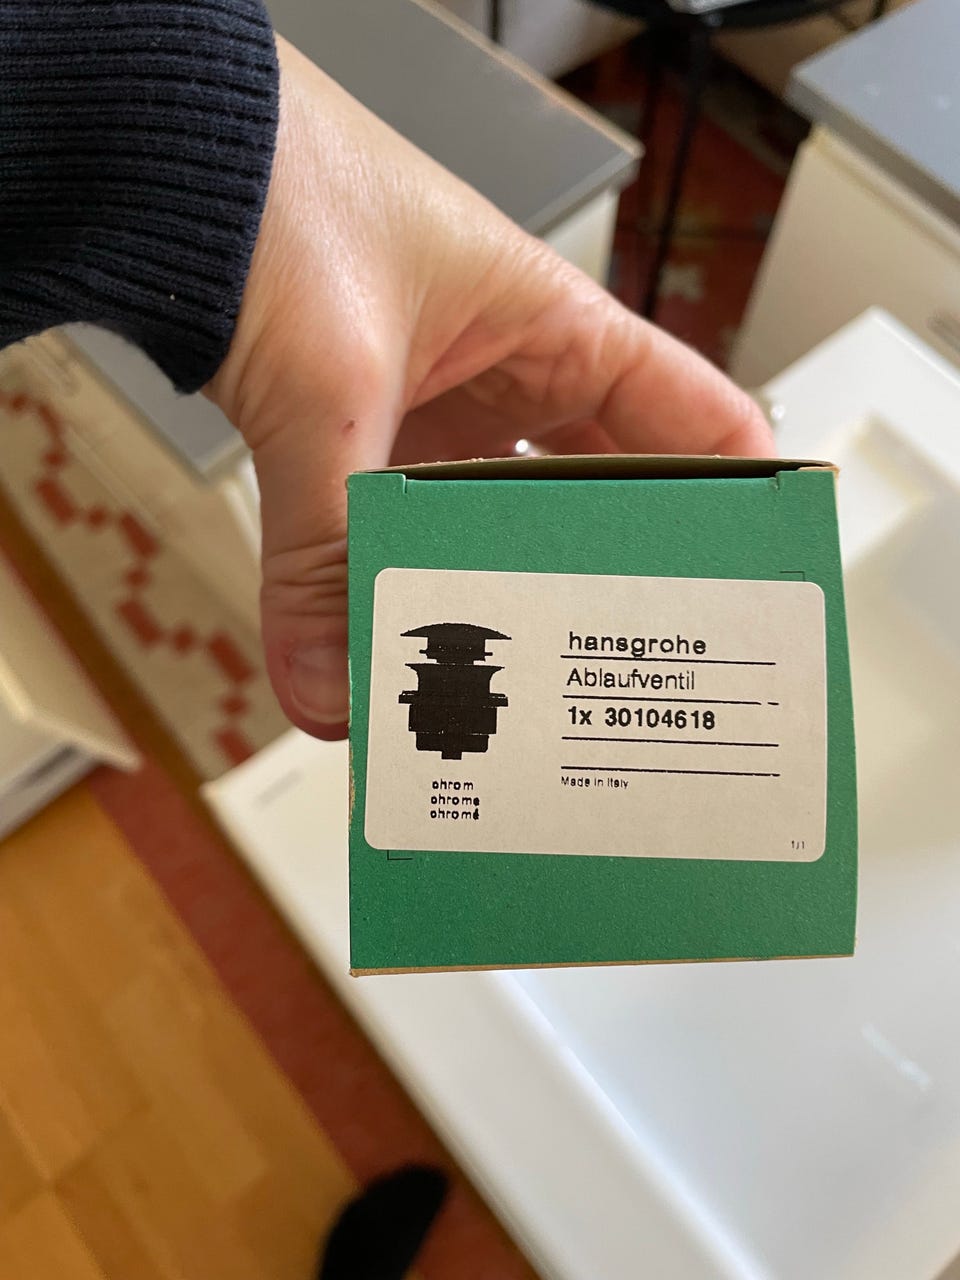 hansgrohe
Ablaufventil
1x 30104618
Made in Italy
chrom
chrome
chromé
1/1